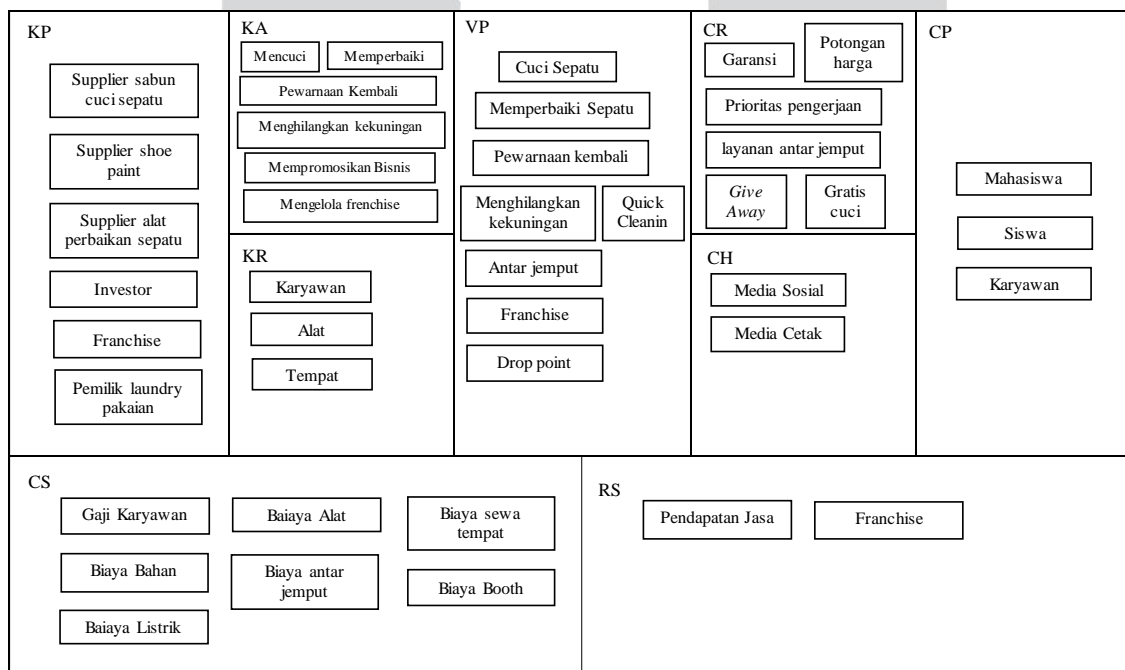 KP
Supplier sabun
cuci sepatu
Supplier shoe
paint
Supplier alat
perbaikan sepatu
Investor
Franchise
Pemilik laundry
pakaian
KA
Mencuci
Memperbaiki
Pewarnaan Kembali
Menghilangkan kekuningan
Mempromosikan Bisnis
Mengelola frenchise
KR
Karyawan
Alat
Tempat
VP
Cuci Sepatu
Memperbaiki Sepatu
Pewarnaan kembali
Menghilangkan
kekuningan
Quick
Cleanin
Antar jemput
Franchise
Drop point
CR
Garansi
Potongan
harga
Prioritas pengerjaan
layanan antar jemput
Give
Away
Gratis
cuci
CH
Media Sosial
Media Cetak
CP
Mahasiswa
Siswa
Karyawan
CS
Gaji Karyawan
Baiaya Alat
Biaya sewa
tempat
Biaya Bahan
Biaya antar
jemput
Biaya Booth
Baiaya Listrik
RS
Pendapatan Jasa
Franchise